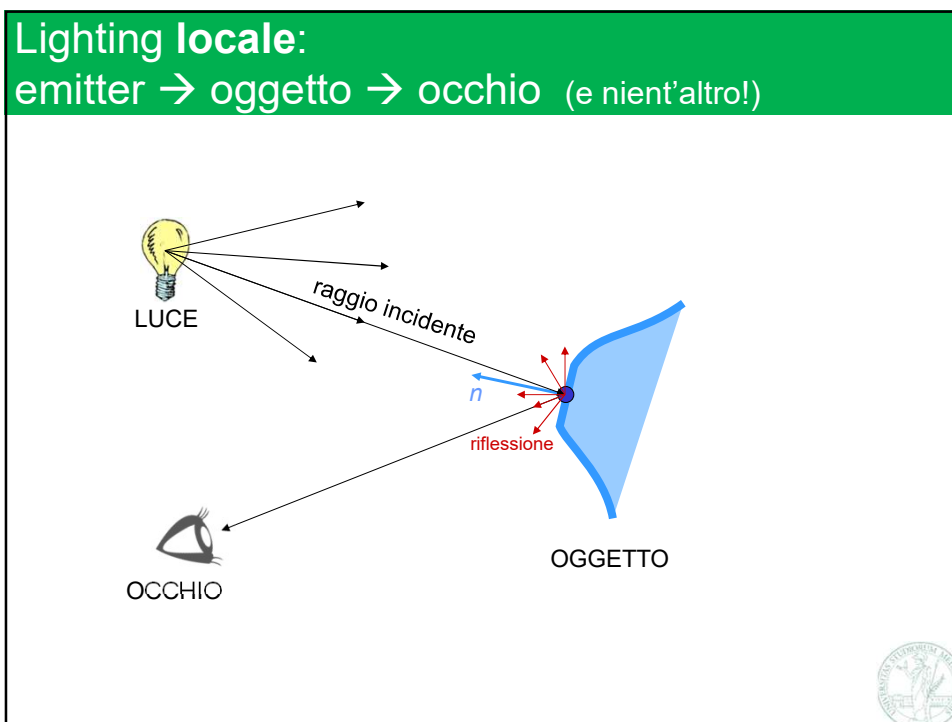 Lighting locale:
emitter → oggetto → occhio (e nient'altro!)
LUCE
raggio incidente
n
riflessione
OGGETTO
OCCHIO